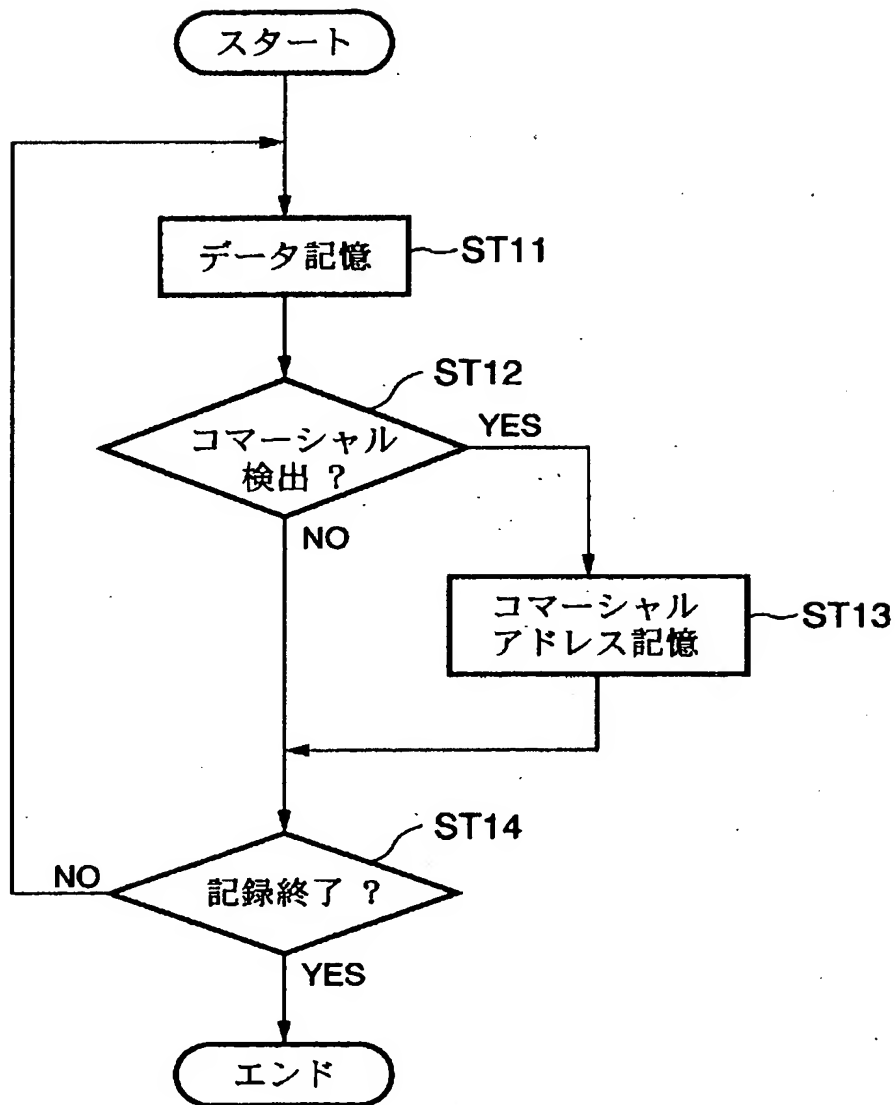 スタート
データ記憶
ST11
ST12
コマーシャル
検出 ?
YES
NO
コマーシャル
アドレス記憶
ST13
ST14
NO
記録終了 ?
YES
エンド